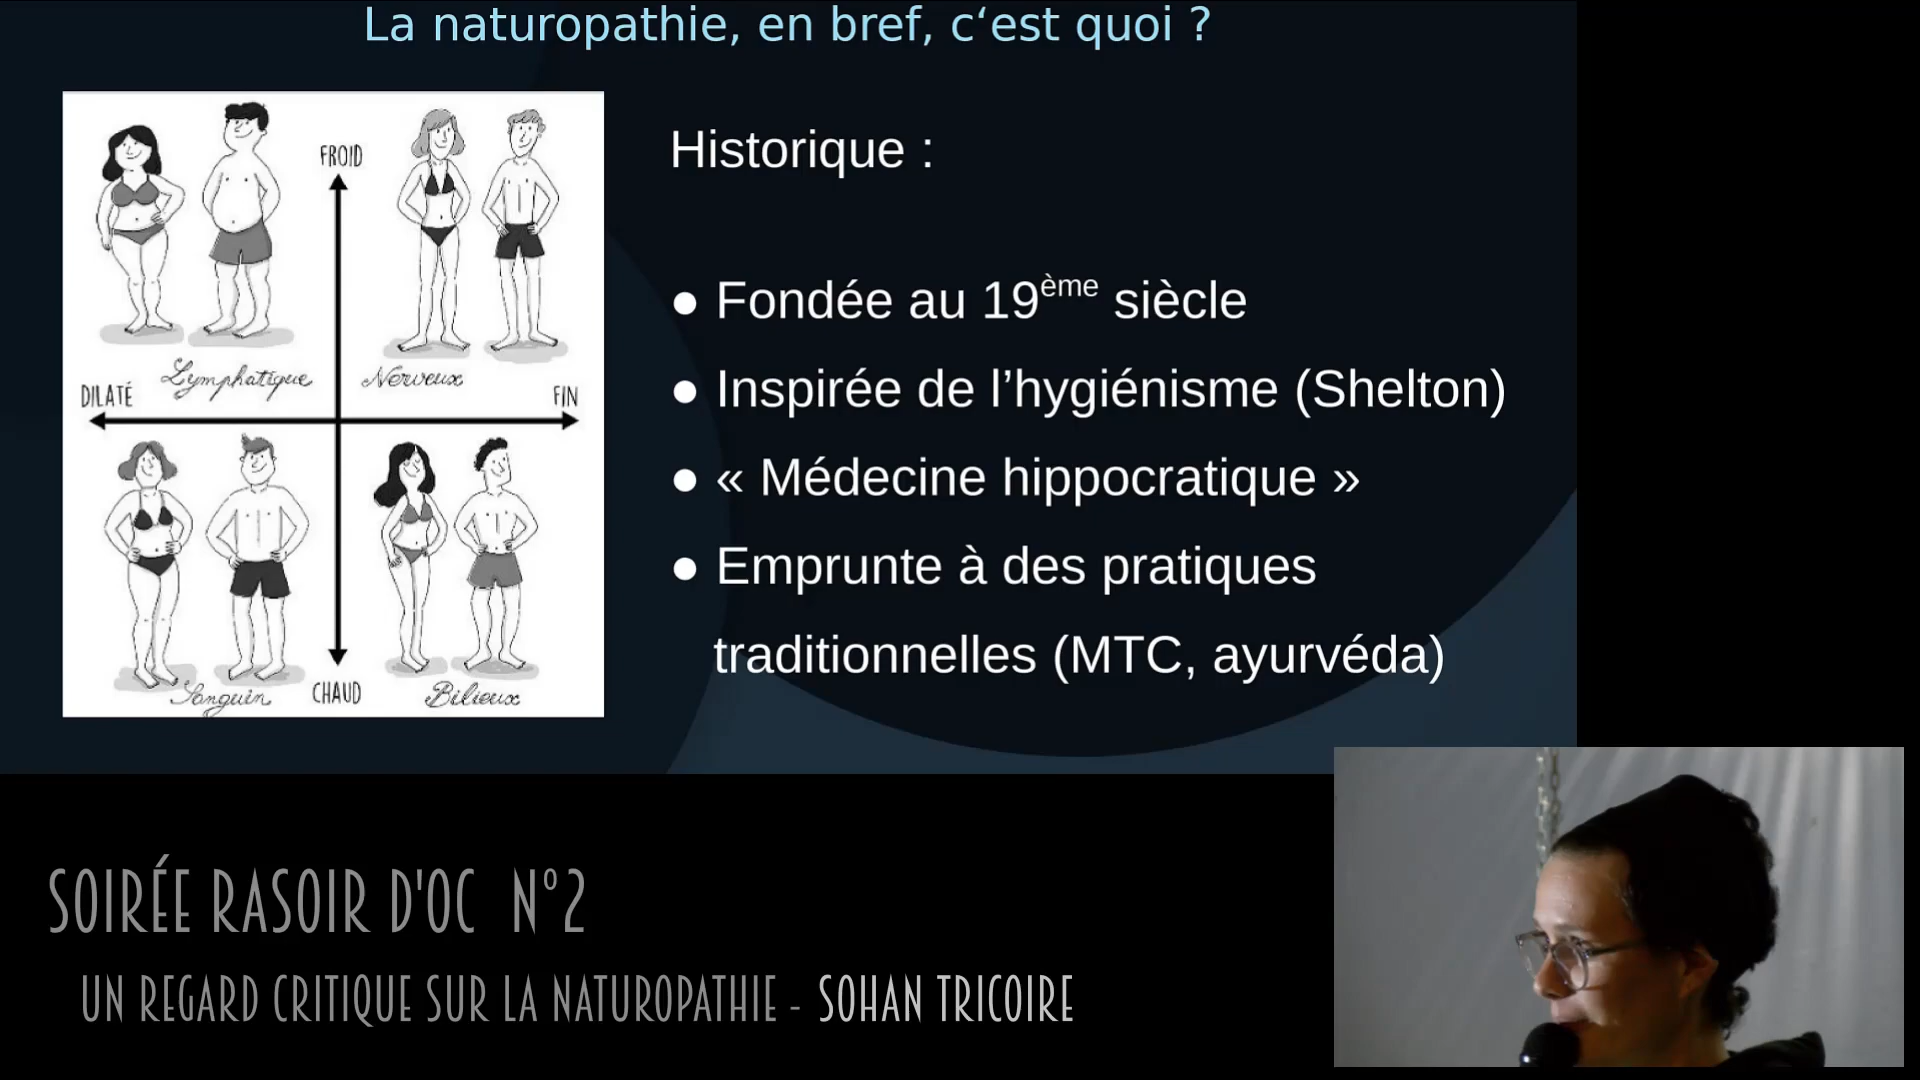 La naturopathie, en bref, c‘est quoi ?
FROID
Lymphatique
Nerveux
DILATÉ
FIN
Sanguin
CHAUD
Bilieux
Historique :
● Fondée au 19ème siècle
● Inspirée de l’hygiénisme (Shelton)
● « Médecine hippocratique »
● Emprunte à des pratiques
traditionnelles (MTC, ayurvéda)
SOIRÉE RASOIR D'OC N°2
UN REGARD CRITIQUE SUR LA NATUROPATHIE - SOHAN TRICOIRE